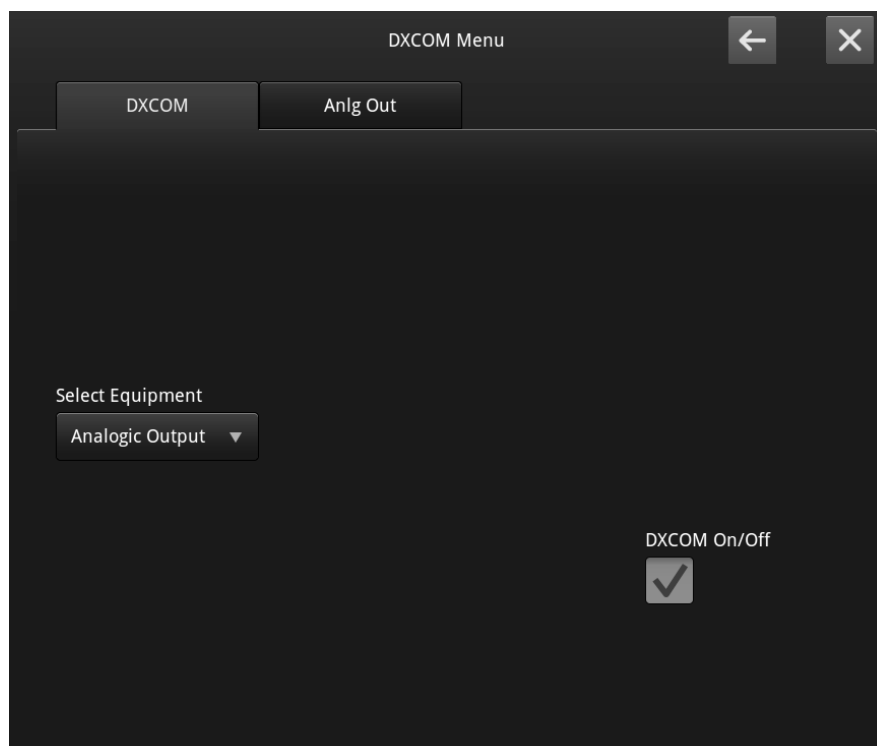 DXCOM Menu
DXCOM
Anlg Out
Select Equipment
Analogic Output
DXCOM On/Off